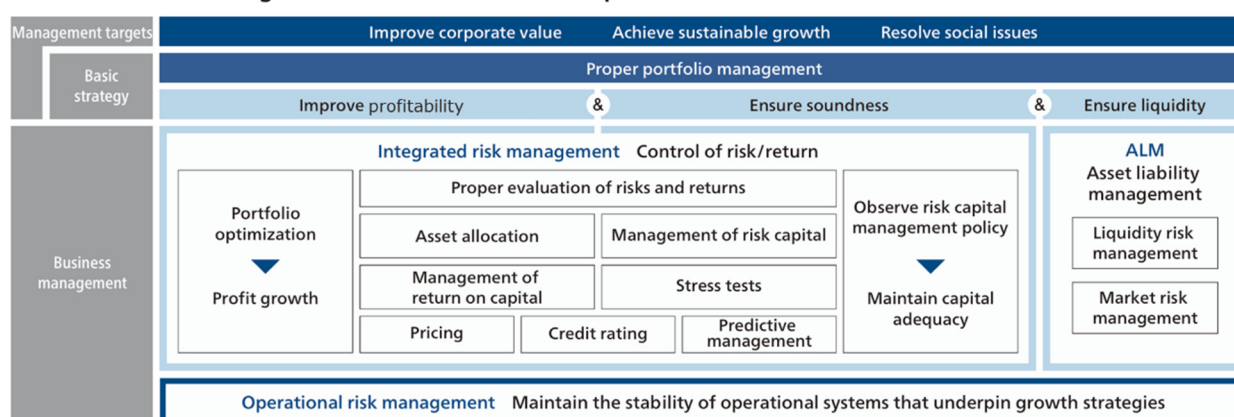 Management targets
Improve corporate value
Achieve sustainable growth
Resolve social issues
Basic
strategy
Proper portfolio management
Improve profitability
&
Ensure soundness
&
Ensure liquidity
Business
management
Integrated risk management Control of risk/return
Portfolio
optimization
Profit growth
Proper evaluation of risks and returns
Asset allocation
Management of risk capital
Management of
return on capital
Stress tests
Pricing
Credit rating
Predictive
management
Observe risk capital
management policy
Maintain capital
adequacy
ALM
Asset liability
management
Liquidity risk
management
Market risk
management
Operational risk management Maintain the stability of operational systems that underpin growth strategies